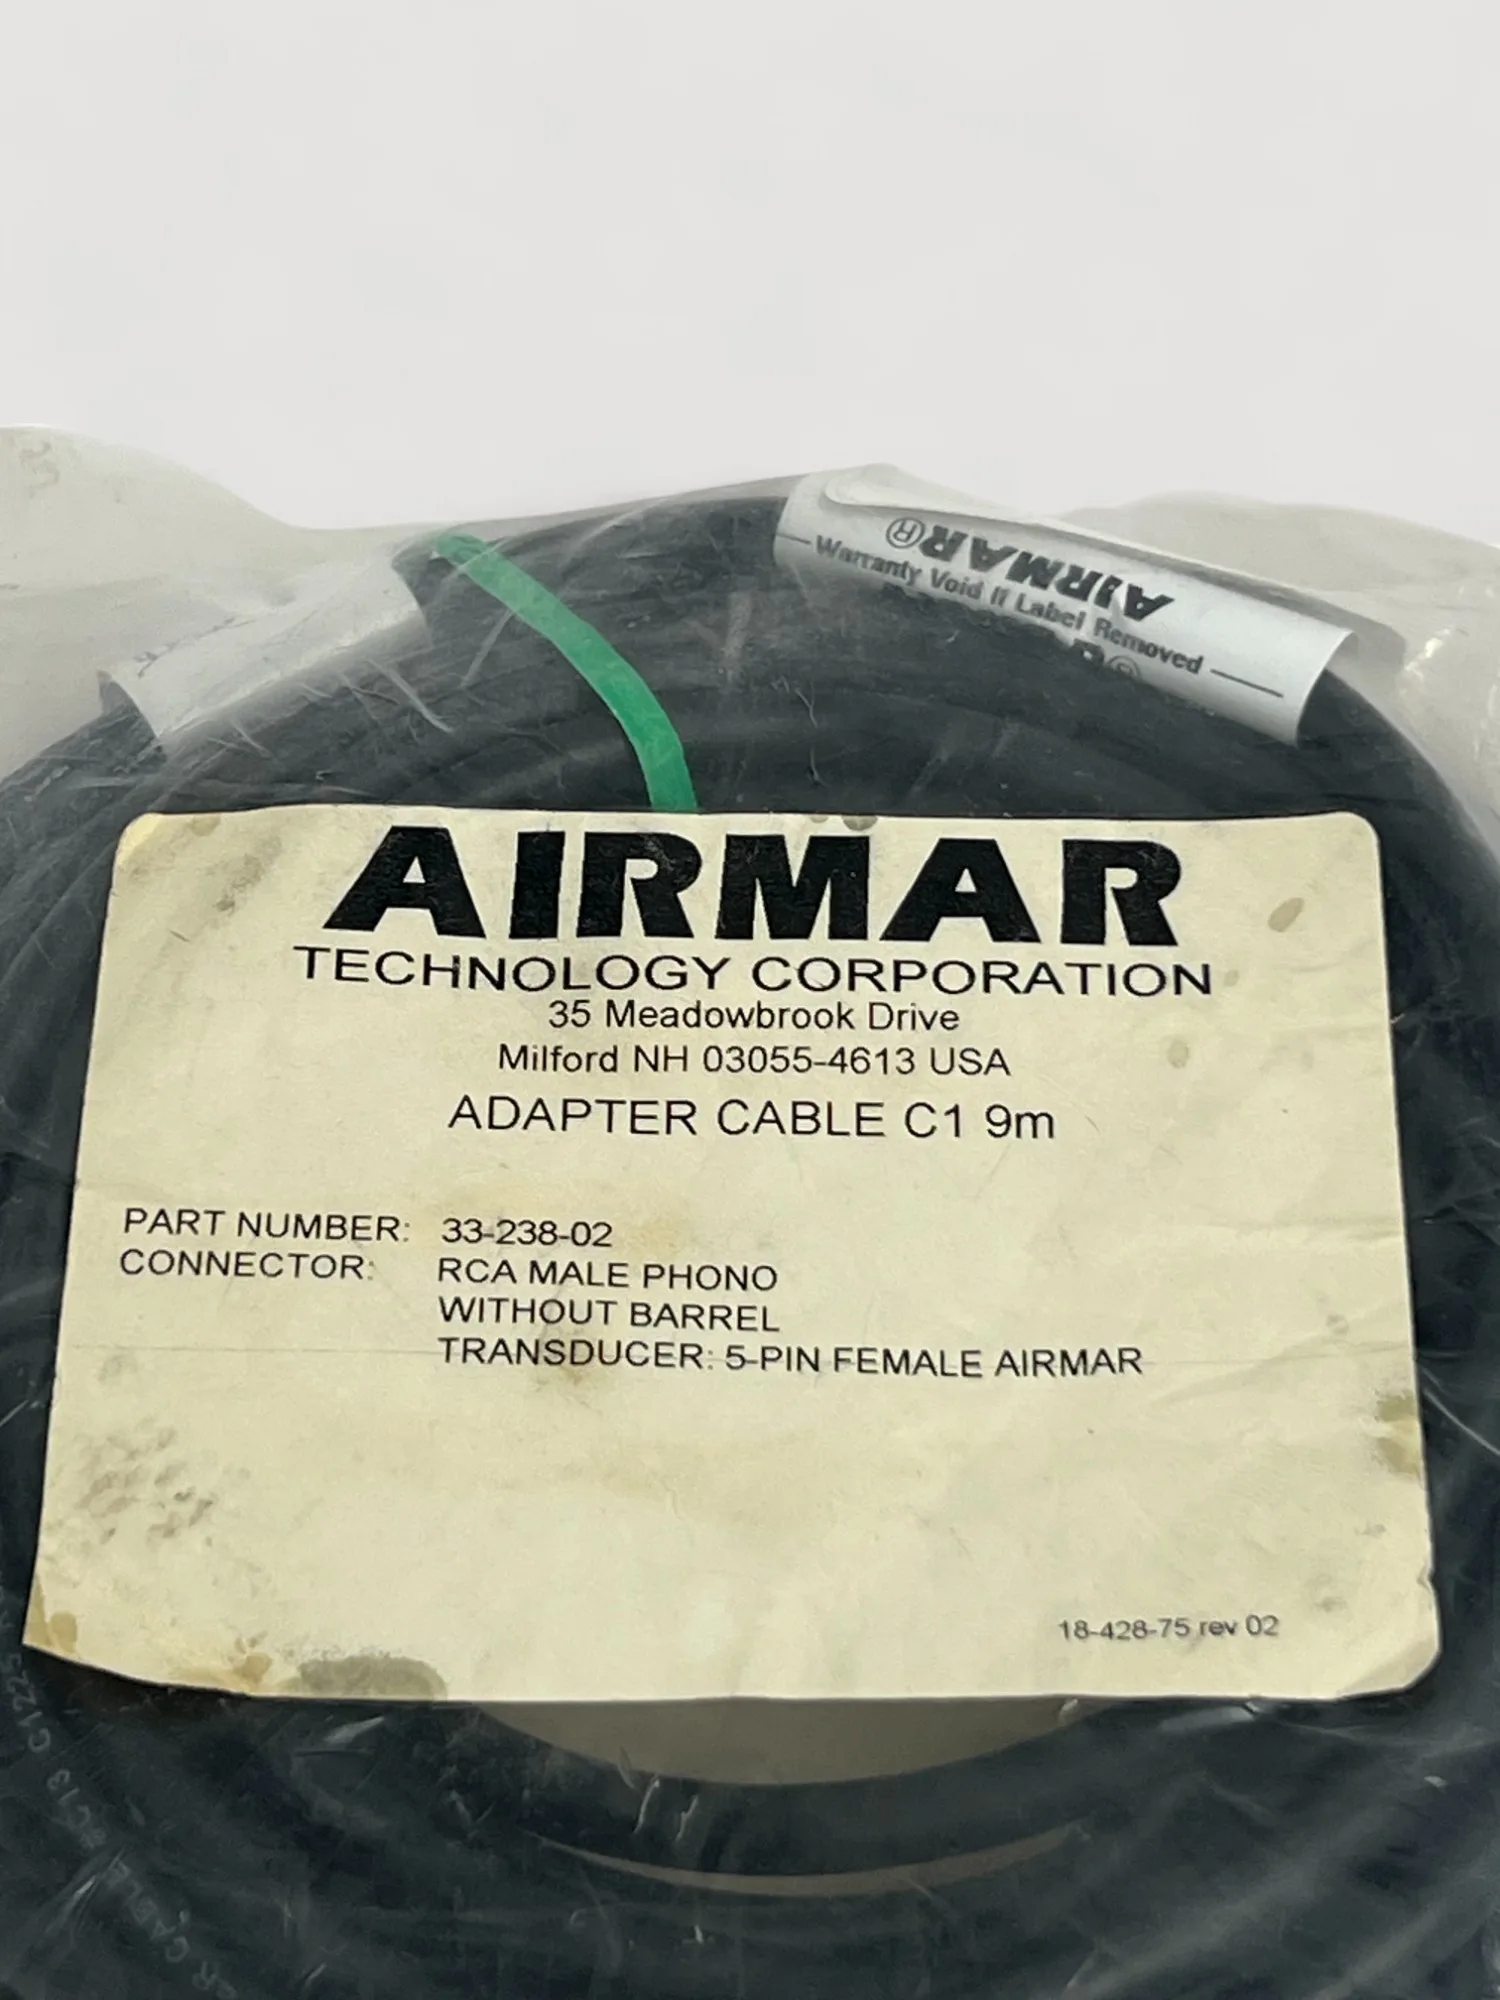 AIRMAR®
Warranty Void If Label Removed
AIRMAR
TECHNOLOGY CORPORATION
35 Meadowbrook Drive
Milford NH 03055-4613 USA
ADAPTER CABLE C1 9m
PART NUMBER: 33-238-02
CONNECTOR: RCA MALE PHONO
WITHOUT BARREL
TRANSDUCER: 5-PIN FEMALE AIRMAR
18-428-75 rev 02